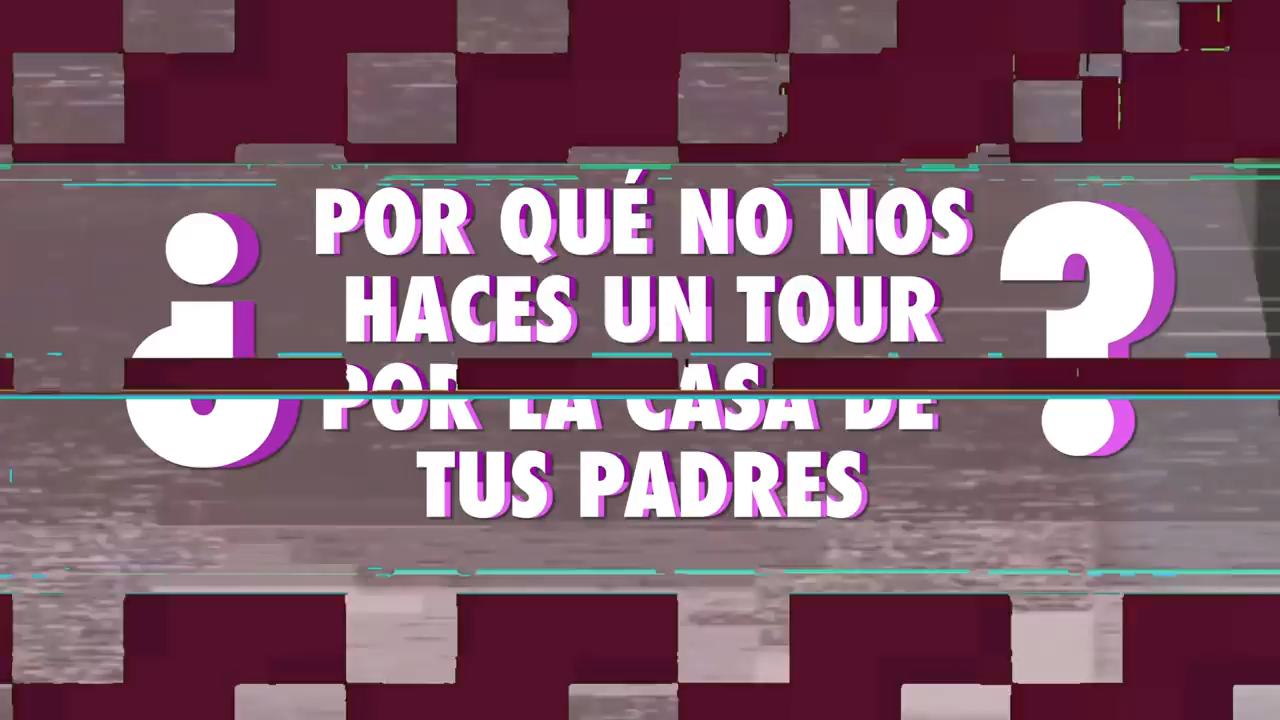 ¿POR QUÉ NO NOS
HACES UN TOUR
POR LA CASA DE
TUS PADRES?